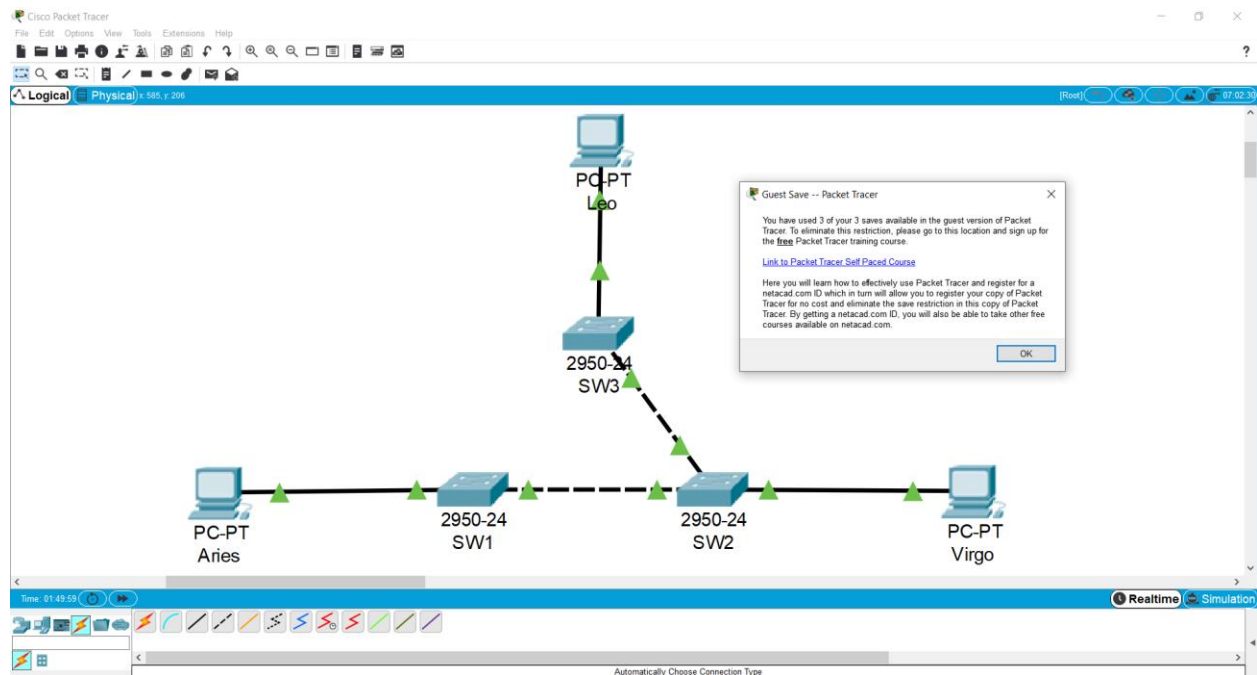 Cisco Packet Tracer
File Edit Options View Tools Extensions Help
?
Logical Physical x: 585, y: 206 [Root] 07:02:30
PC-PT
Leo
Guest Save -- Packet Tracer
You have used 3 of your 3 saves available in the guest version of Packet
Tracer. To eliminate this restriction, please go to this location and sign up for
the free Packet Tracer training course.
Link to Packet Tracer Self Paced Course
Here you will learn how to effectively use Packet Tracer and register for a
netacad.com ID which in turn will allow you to register your copy of Packet
Tracer for no cost and eliminate the save restriction in this copy of Packet
Tracer. By getting a netacad.com ID, you will also be able to take other free
courses available on netacad.com.
OK
2950-24
SW3
PC-PT
Aries
2950-24
SW1
2950-24
SW2
PC-PT
Virgo
Time: 01:49:59 Realtime Simulation
Automatically Choose Connection Type